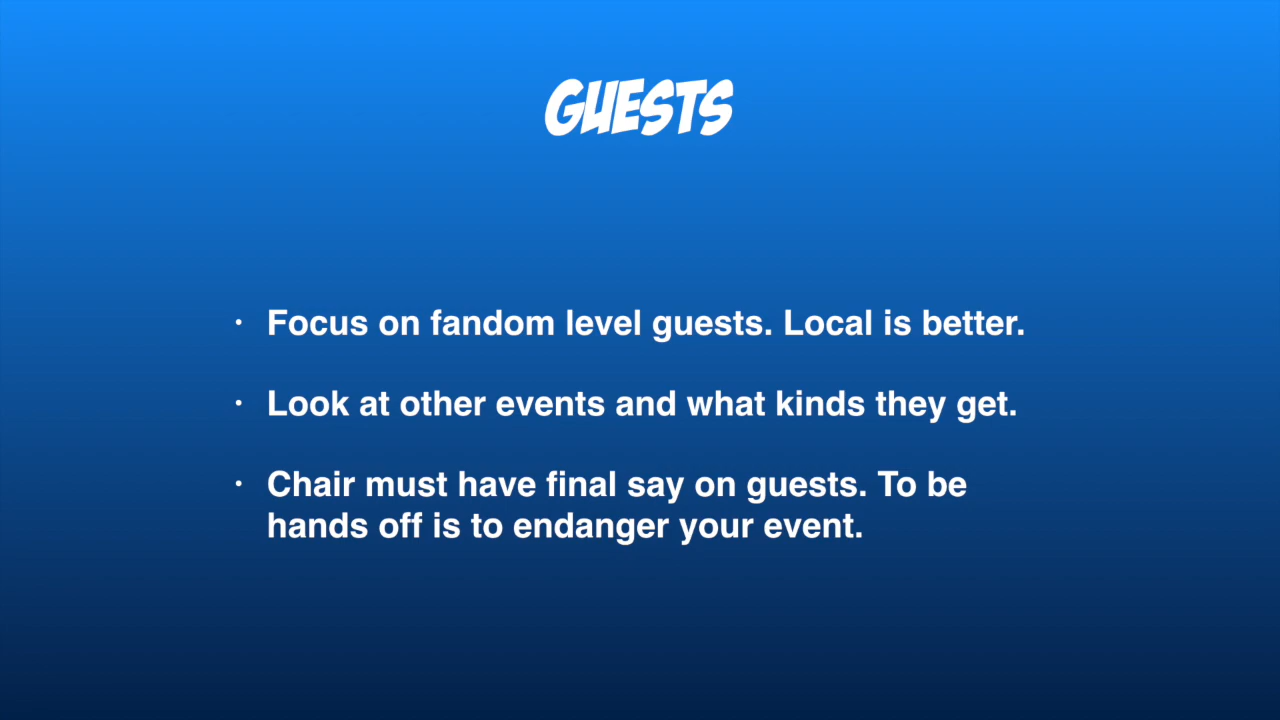 GUESTS
• Focus on fandom level guests. Local is better.
• Look at other events and what kinds they get.
• Chair must have final say on guests. To be
hands off is to endanger your event.